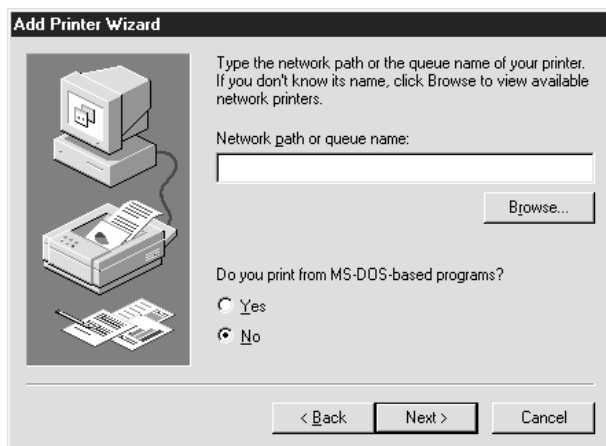 Add Printer Wizard
Type the network path or the queue name of your printer.
If you don't know its name, click Browse to view available
network printers.
Network path or queue name:
Browse...
Do you print from MS-DOS-based programs?
Yes
No
< Back
Next >
Cancel